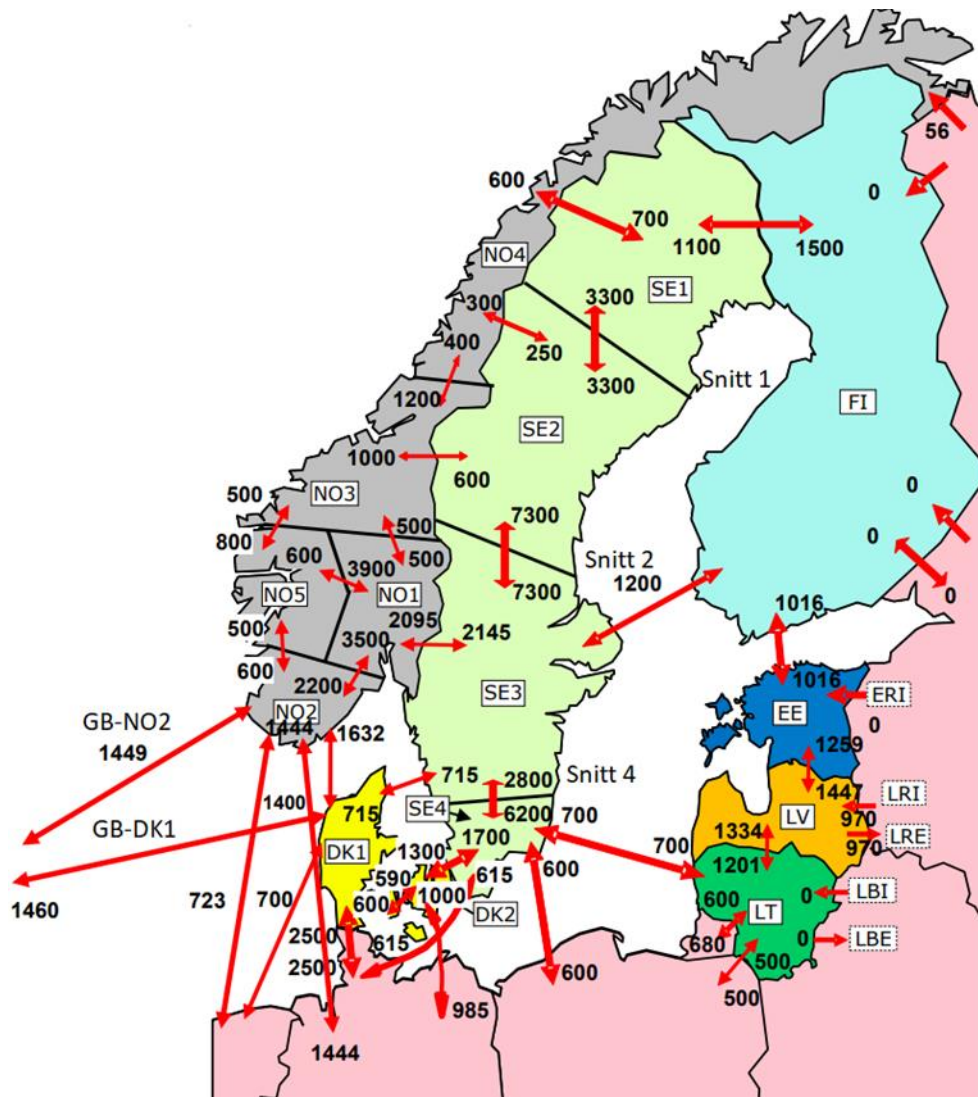 56
600
0
700
1100
1500
NO4
SE1
300
3300
400
250
3300
Snitt 1
1200
FI
SE2
1000
600
500
NO3
0
500
7300
800
500
0
600
3900
Snitt 2
1200
NO5
NO1
7300
0
2095
1016
500
3500
2145
600
2200
SE3
1016
ERI
NO2
EE
GB-NO2
1444
1632
0
1449
1259
715
2800
Snitt 4
1447
LRI
1400
SE4
6200
700
970
GB-DK1
715
LV
LRE
1700
1334
970
DK1
1300
600
700
1201
590
615
LBI
1460
723
700
600
1000
DK2
600
LT
0
LBE
2500
615
680
0
2500
600
500
500
985
1444